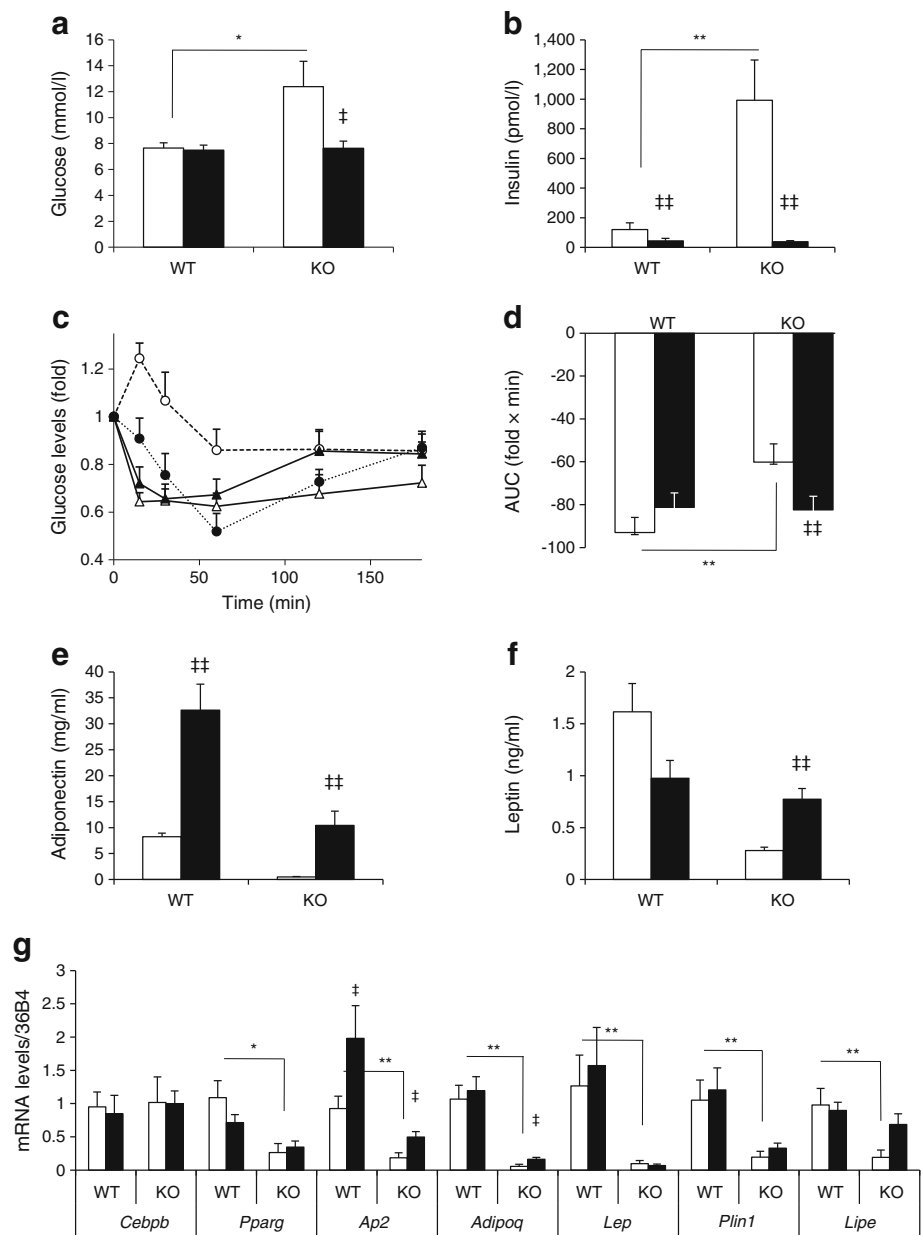 a
Glucose (mmol/l)
16
14
12
10
8
6
4
2
0
*
‡
WT
KO
b
Insulin (pmol/l)
1,400
1,200
1,000
800
600
400
200
0
**
‡‡
‡‡
WT
KO
c
Glucose levels (fold)
1.2
1
0.8
0.6
0.4
0
50
100
150
Time (min)
d
AUC (fold × min)
0
-20
-40
-60
-80
-100
WT
KO
‡‡
**
e
Adiponectin (mg/ml)
40
35
30
25
20
15
10
5
0
‡‡
‡‡
WT
KO
f
Leptin (ng/ml)
2
1.5
1
0.5
0
‡‡
WT
KO
g
mRNA levels/36B4
3
2.5
2
1.5
1
0.5
0
*
‡
**
‡
**
‡
**
**
**
WT KO WT KO WT KO WT KO WT KO WT KO WT KO
Cebpb Pparg Ap2 Adipoq Lep Plin1 Lipe